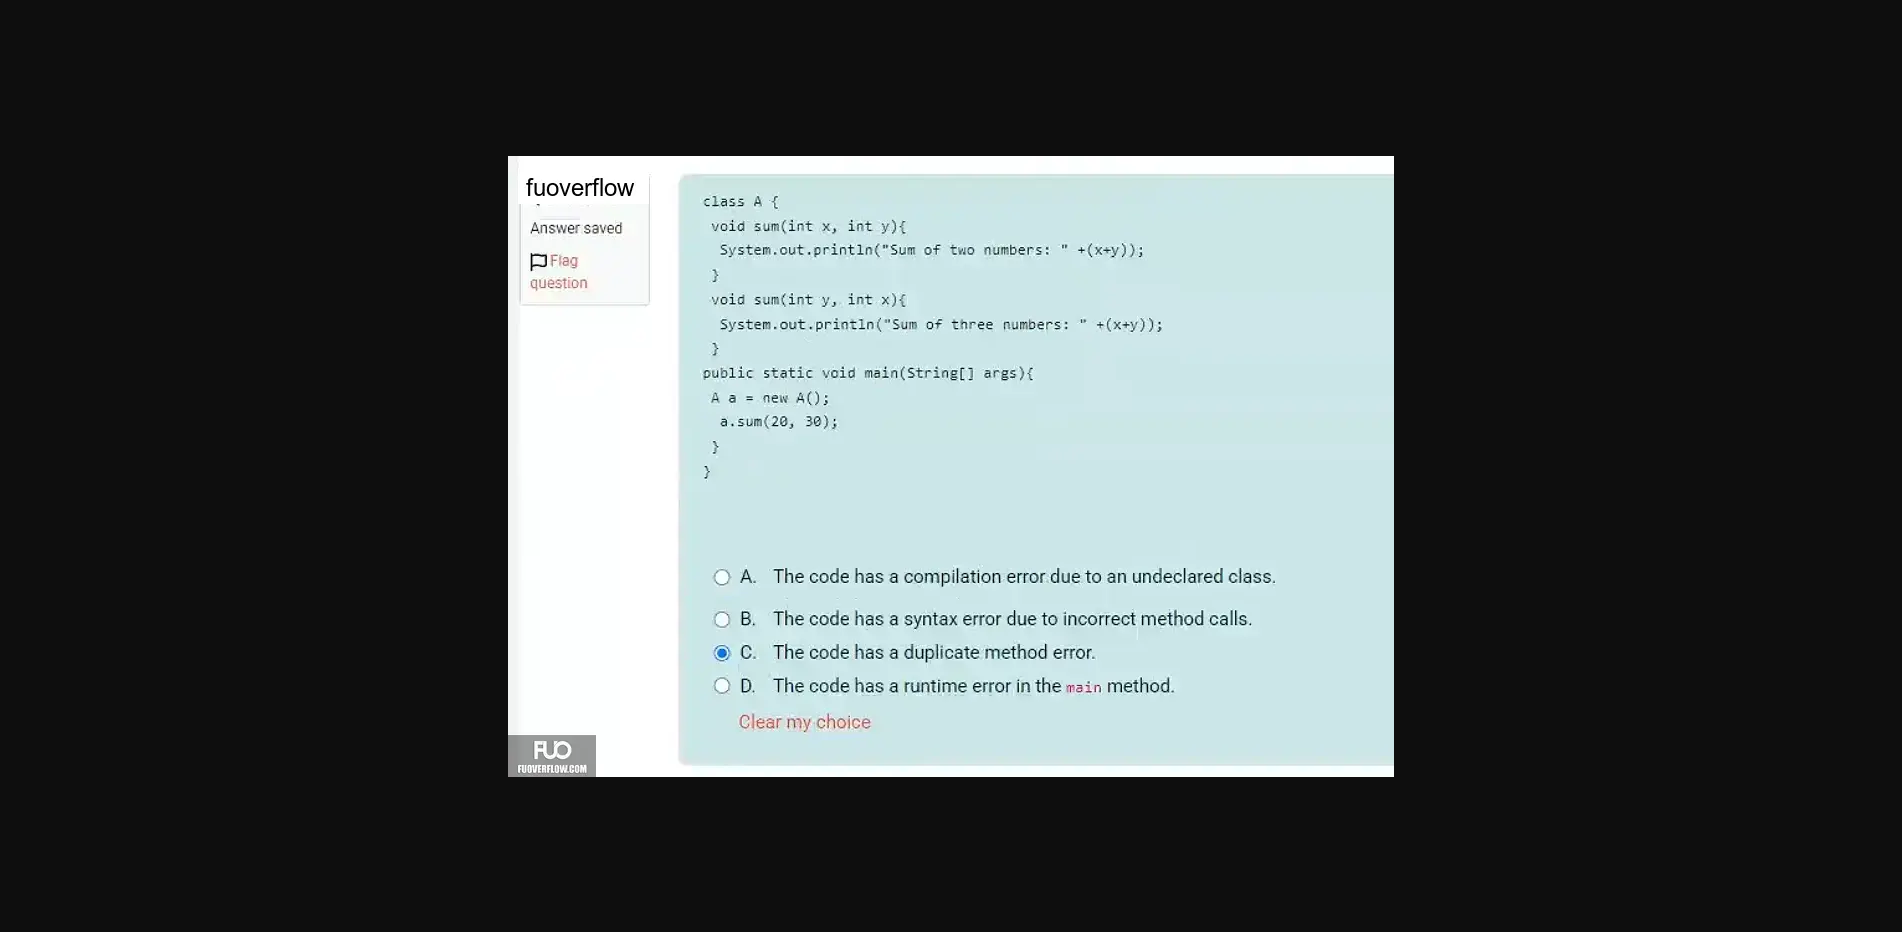 fuoverflow
Answer saved
Flag
question
class A {
void sum(int x, int y){
System.out.println("Sum of two numbers: " +(x+y));
}
void sum(int y, int x){
System.out.println("Sum of three numbers: " +(x+y));
}
public static void main(String[] args){
A a = new A();
a.sum(20, 30);
}
}
A. The code has a compilation error due to an undeclared class.
B. The code has a syntax error due to incorrect method calls.
C. The code has a duplicate method error.
D. The code has a runtime error in the main method.
Clear my choice
FUO
FUOVERFLOW.COM